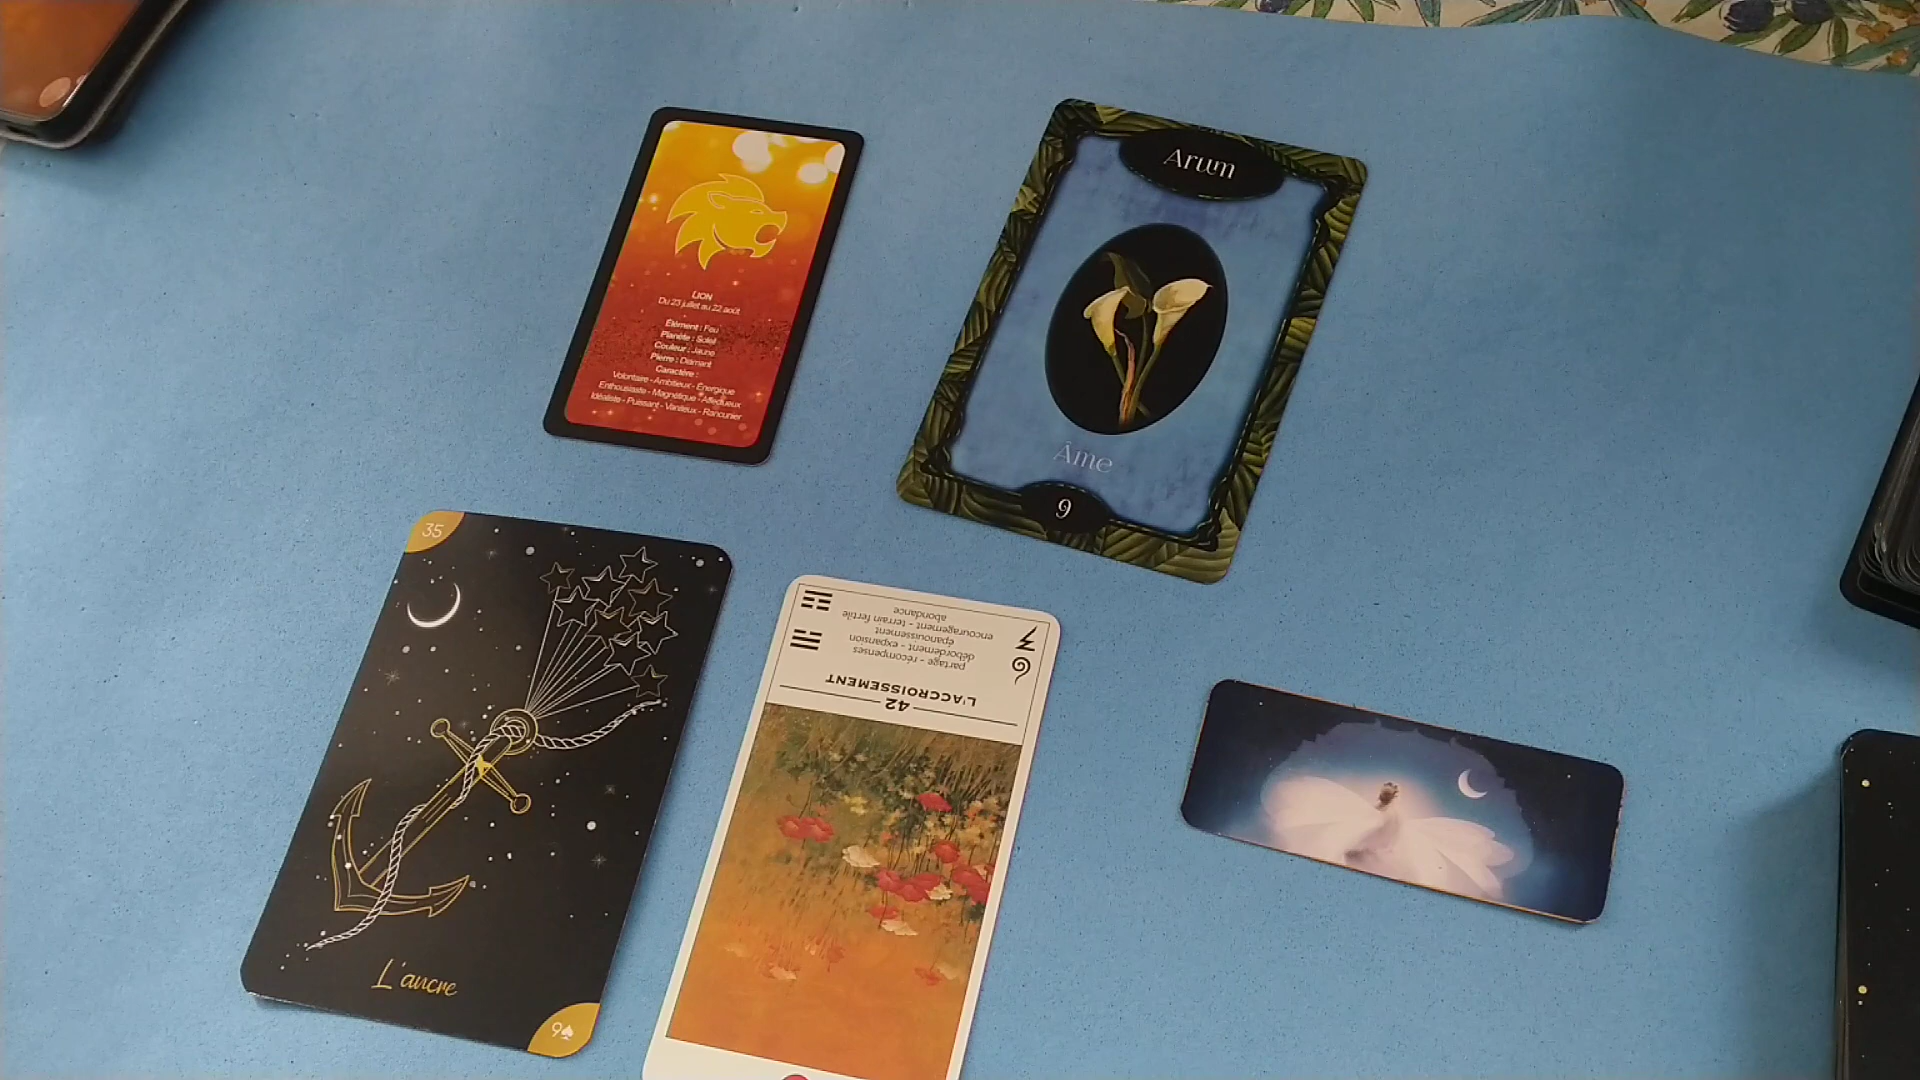 LION
Du 23 juillet au 22 août
Élément : Feu
Planète : Soleil
Couleur : Jaune
Pierre : Diamant
Caractère :
Volontaire - Ambitieux - Énergique
Enthousiaste - Magnétique - Affectueux
Idéaliste - Puissant - Vaniteux - Rancunier
Arum
Âme
9
35
L'ancre
9♠
42
L'ACCROISSEMENT
partage - récompenses
débordement - expansion
épanouissement
encouragement - terrain fertile
abondance